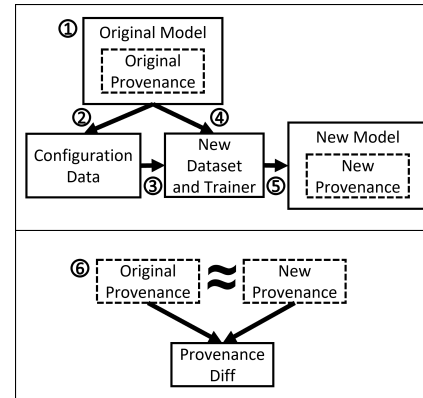 ① Original Model
Original
Provenance
② ④
Configuration
Data
③
New
Dataset
and Trainer
⑤
New Model
New
Provenance
⑥ Original
Provenance
≈
New
Provenance
Provenance
Diff